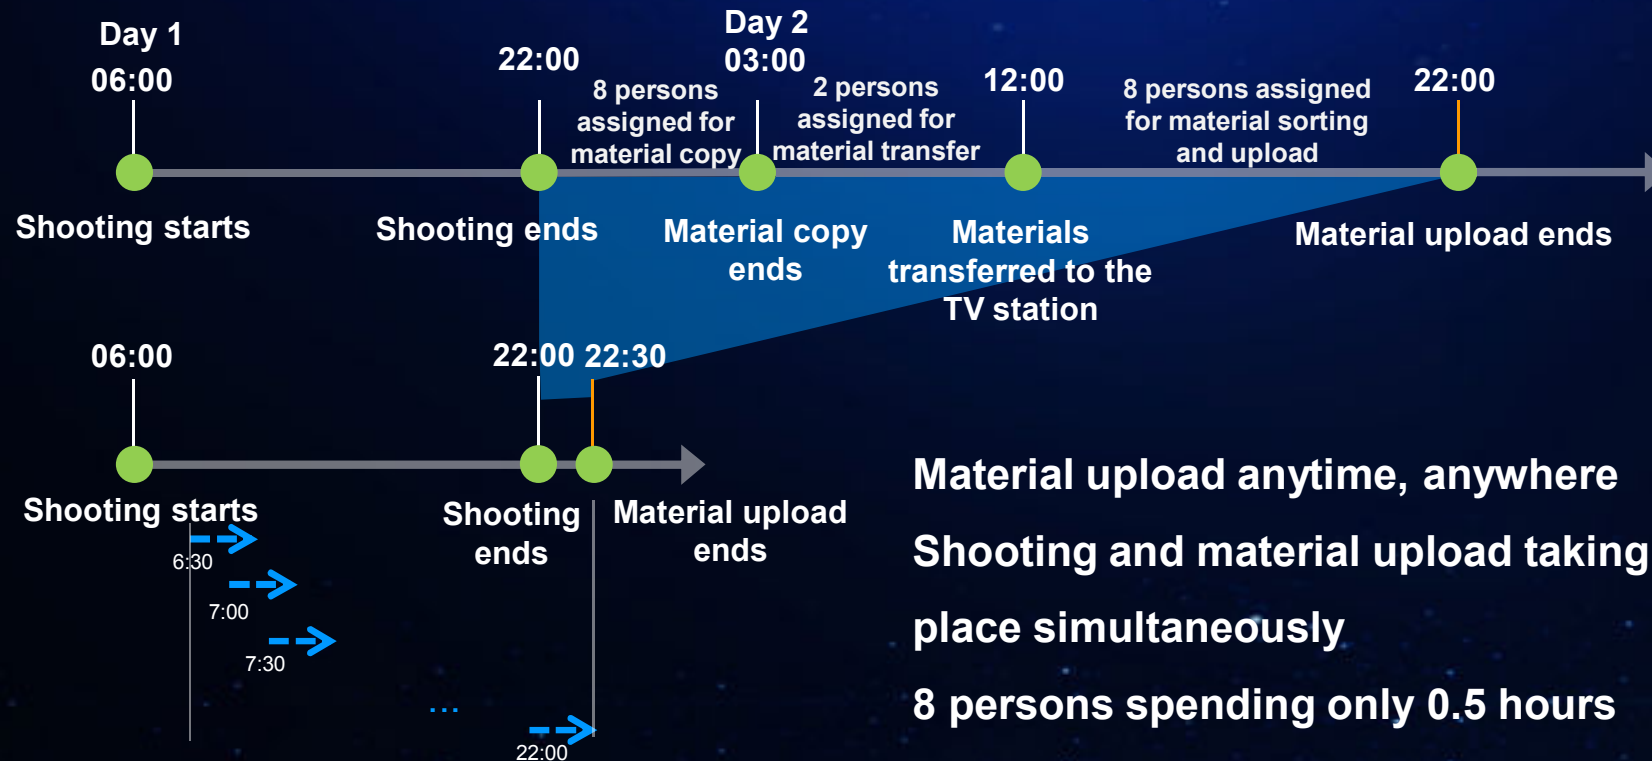 Day 1
06:00
22:00
Day 2
03:00
12:00
22:00
8 persons
assigned for
material copy
2 persons
assigned for
material transfer
8 persons assigned
for material sorting
and upload
Shooting starts
Shooting ends
Material copy
ends
Materials
transferred to the
TV station
Material upload ends
06:00
22:00
22:30
Shooting starts
Shooting
ends
Material upload
ends
6:30
7:00
7:30
...
22:00
Material upload anytime, anywhere
Shooting and material upload taking
place simultaneously
8 persons spending only 0.5 hours